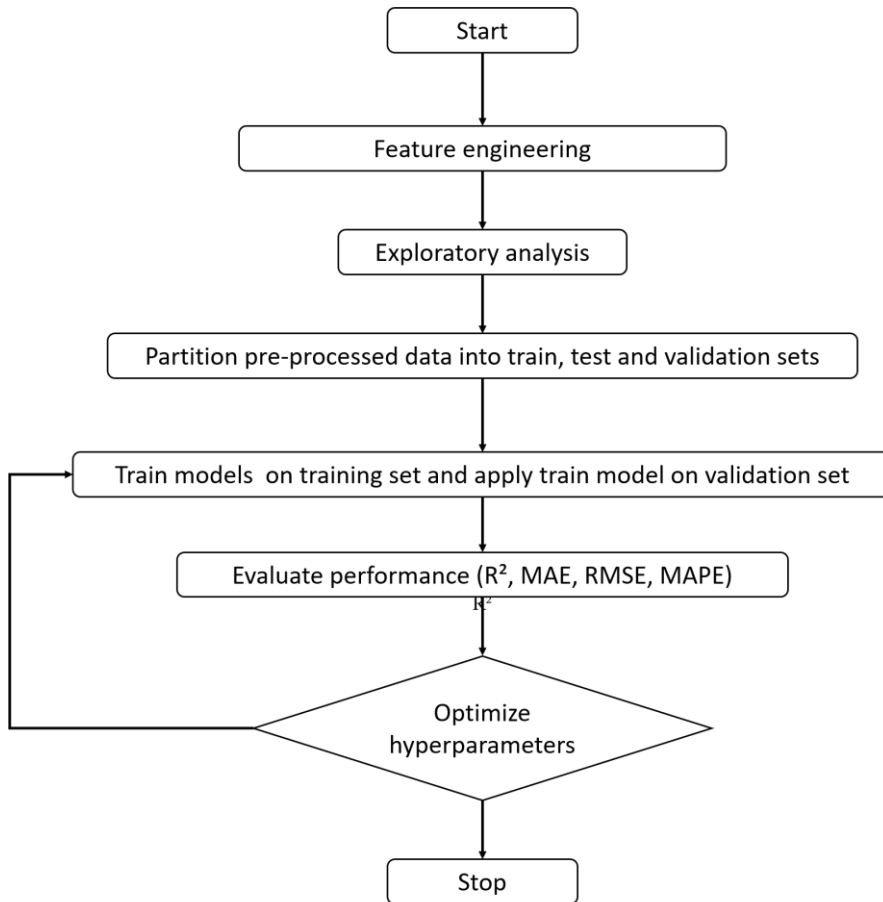 Start
Feature engineering
Exploratory analysis
Partition pre-processed data into train, test and validation sets
Train models  on training set and apply train model on validation set
Evaluate performance (R², MAE, RMSE, MAPE)
R²
Optimize
hyperparameters
Stop